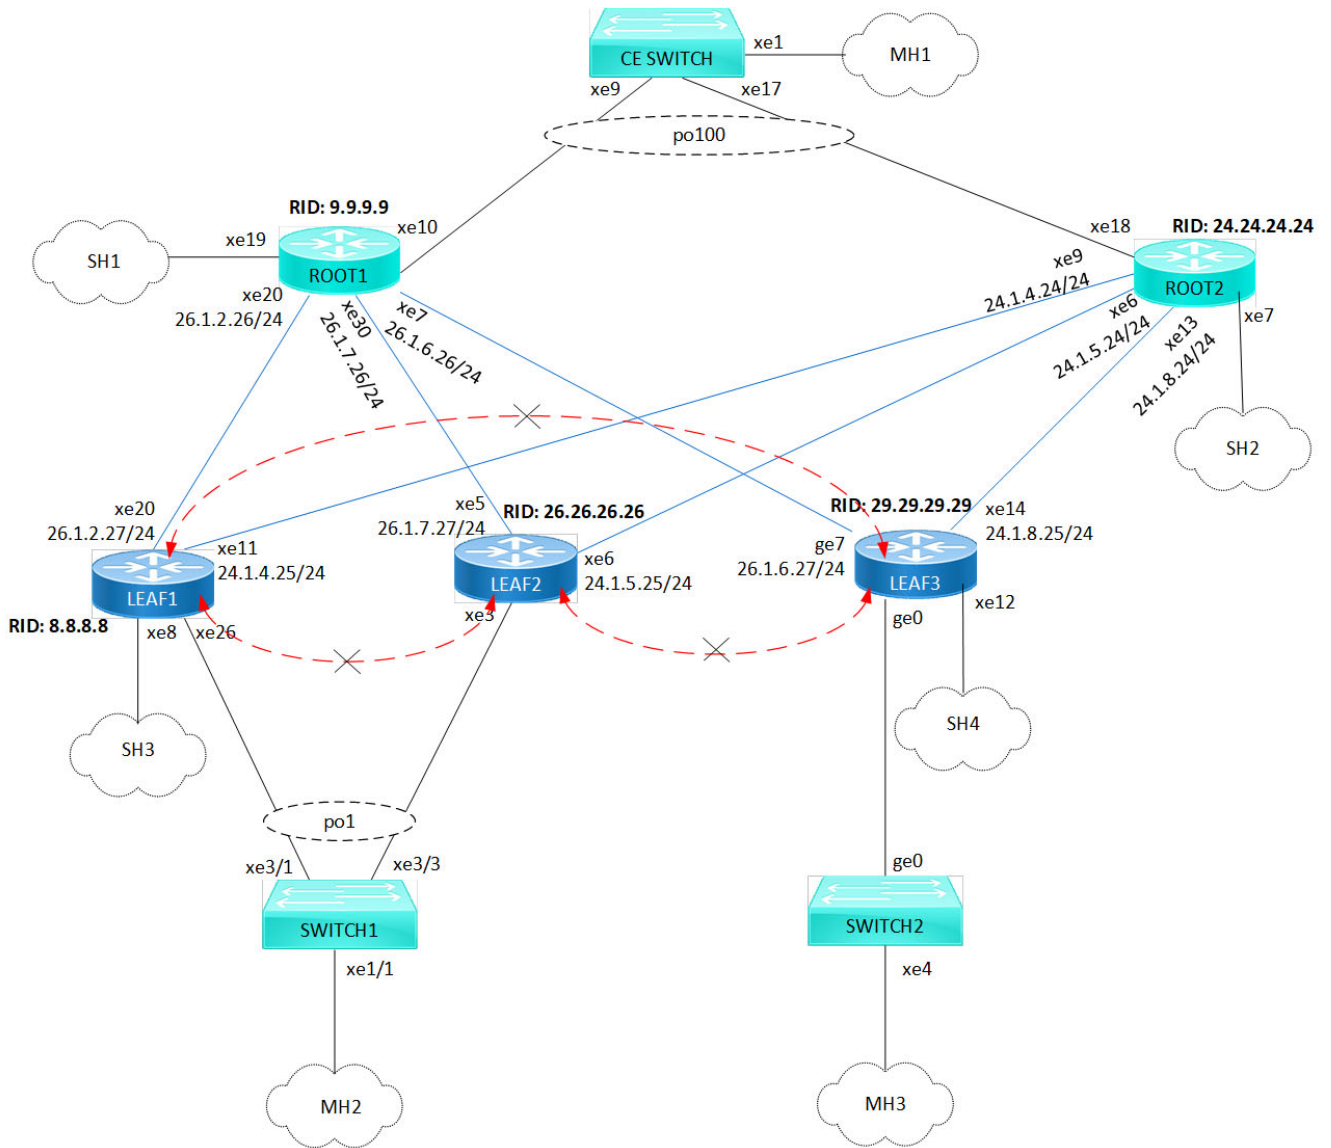 xe1
MH1
CE SWITCH
xe9
xe17
po100
RID: 9.9.9.9
xe10
xe19
SH1
ROOT1
xe20
26.1.2.26/24
xe30
26.1.7.26/24
xe7
26.1.6.26/24
xe18
RID: 24.24.24.24
xe9
24.1.4.24/24
ROOT2
xe6
24.1.5.24/24
xe7
xe13
24.1.8.24/24
SH2
xe20
26.1.2.27/24
xe5
26.1.7.27/24
RID: 26.26.26.26
RID: 29.29.29.29
xe14
24.1.8.25/24
xe11
24.1.4.25/24
xe6
24.1.5.25/24
ge7
26.1.6.27/24
LEAF1
LEAF2
LEAF3
RID: 8.8.8.8
xe8
xe26
xe3
ge0
xe12
SH3
SH4
po1
xe3/1
xe3/3
ge0
SWITCH1
SWITCH2
xe1/1
xe4
MH2
MH3